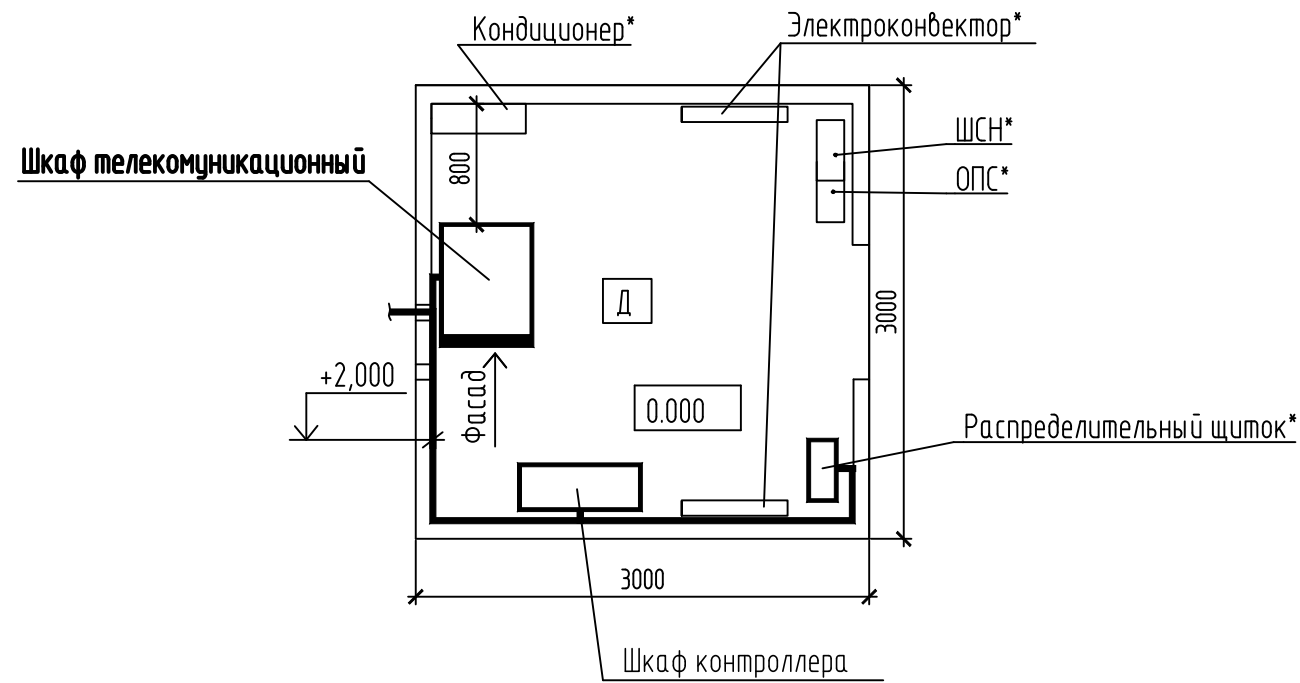 Кондиционер*
Электроконвектор*
ШСН*
Шкаф телекомуникационный
800
ОПС*
Д
3000
+2,000
Фасад
0.000
Распределительный щиток*
3000
Шкаф контроллера